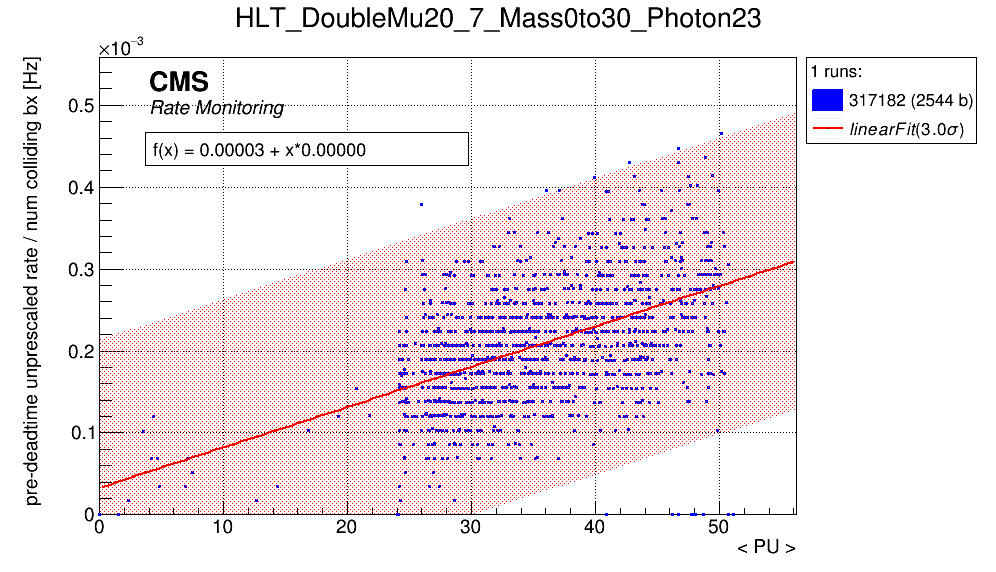 HLT_DoubleMu20_7_Mass0to30_Photon23
×10⁻³
CMS
Rate Monitoring
f(x) = 0.00003 + x*0.00000
pre-deadtime unprescaled rate / num colliding bx [Hz]
0.5
0.4
0.3
0.2
0.1
0
0 10 20 30 40 50
< PU >
1 runs:
317182 (2544 b)
linearFit(3.0σ)